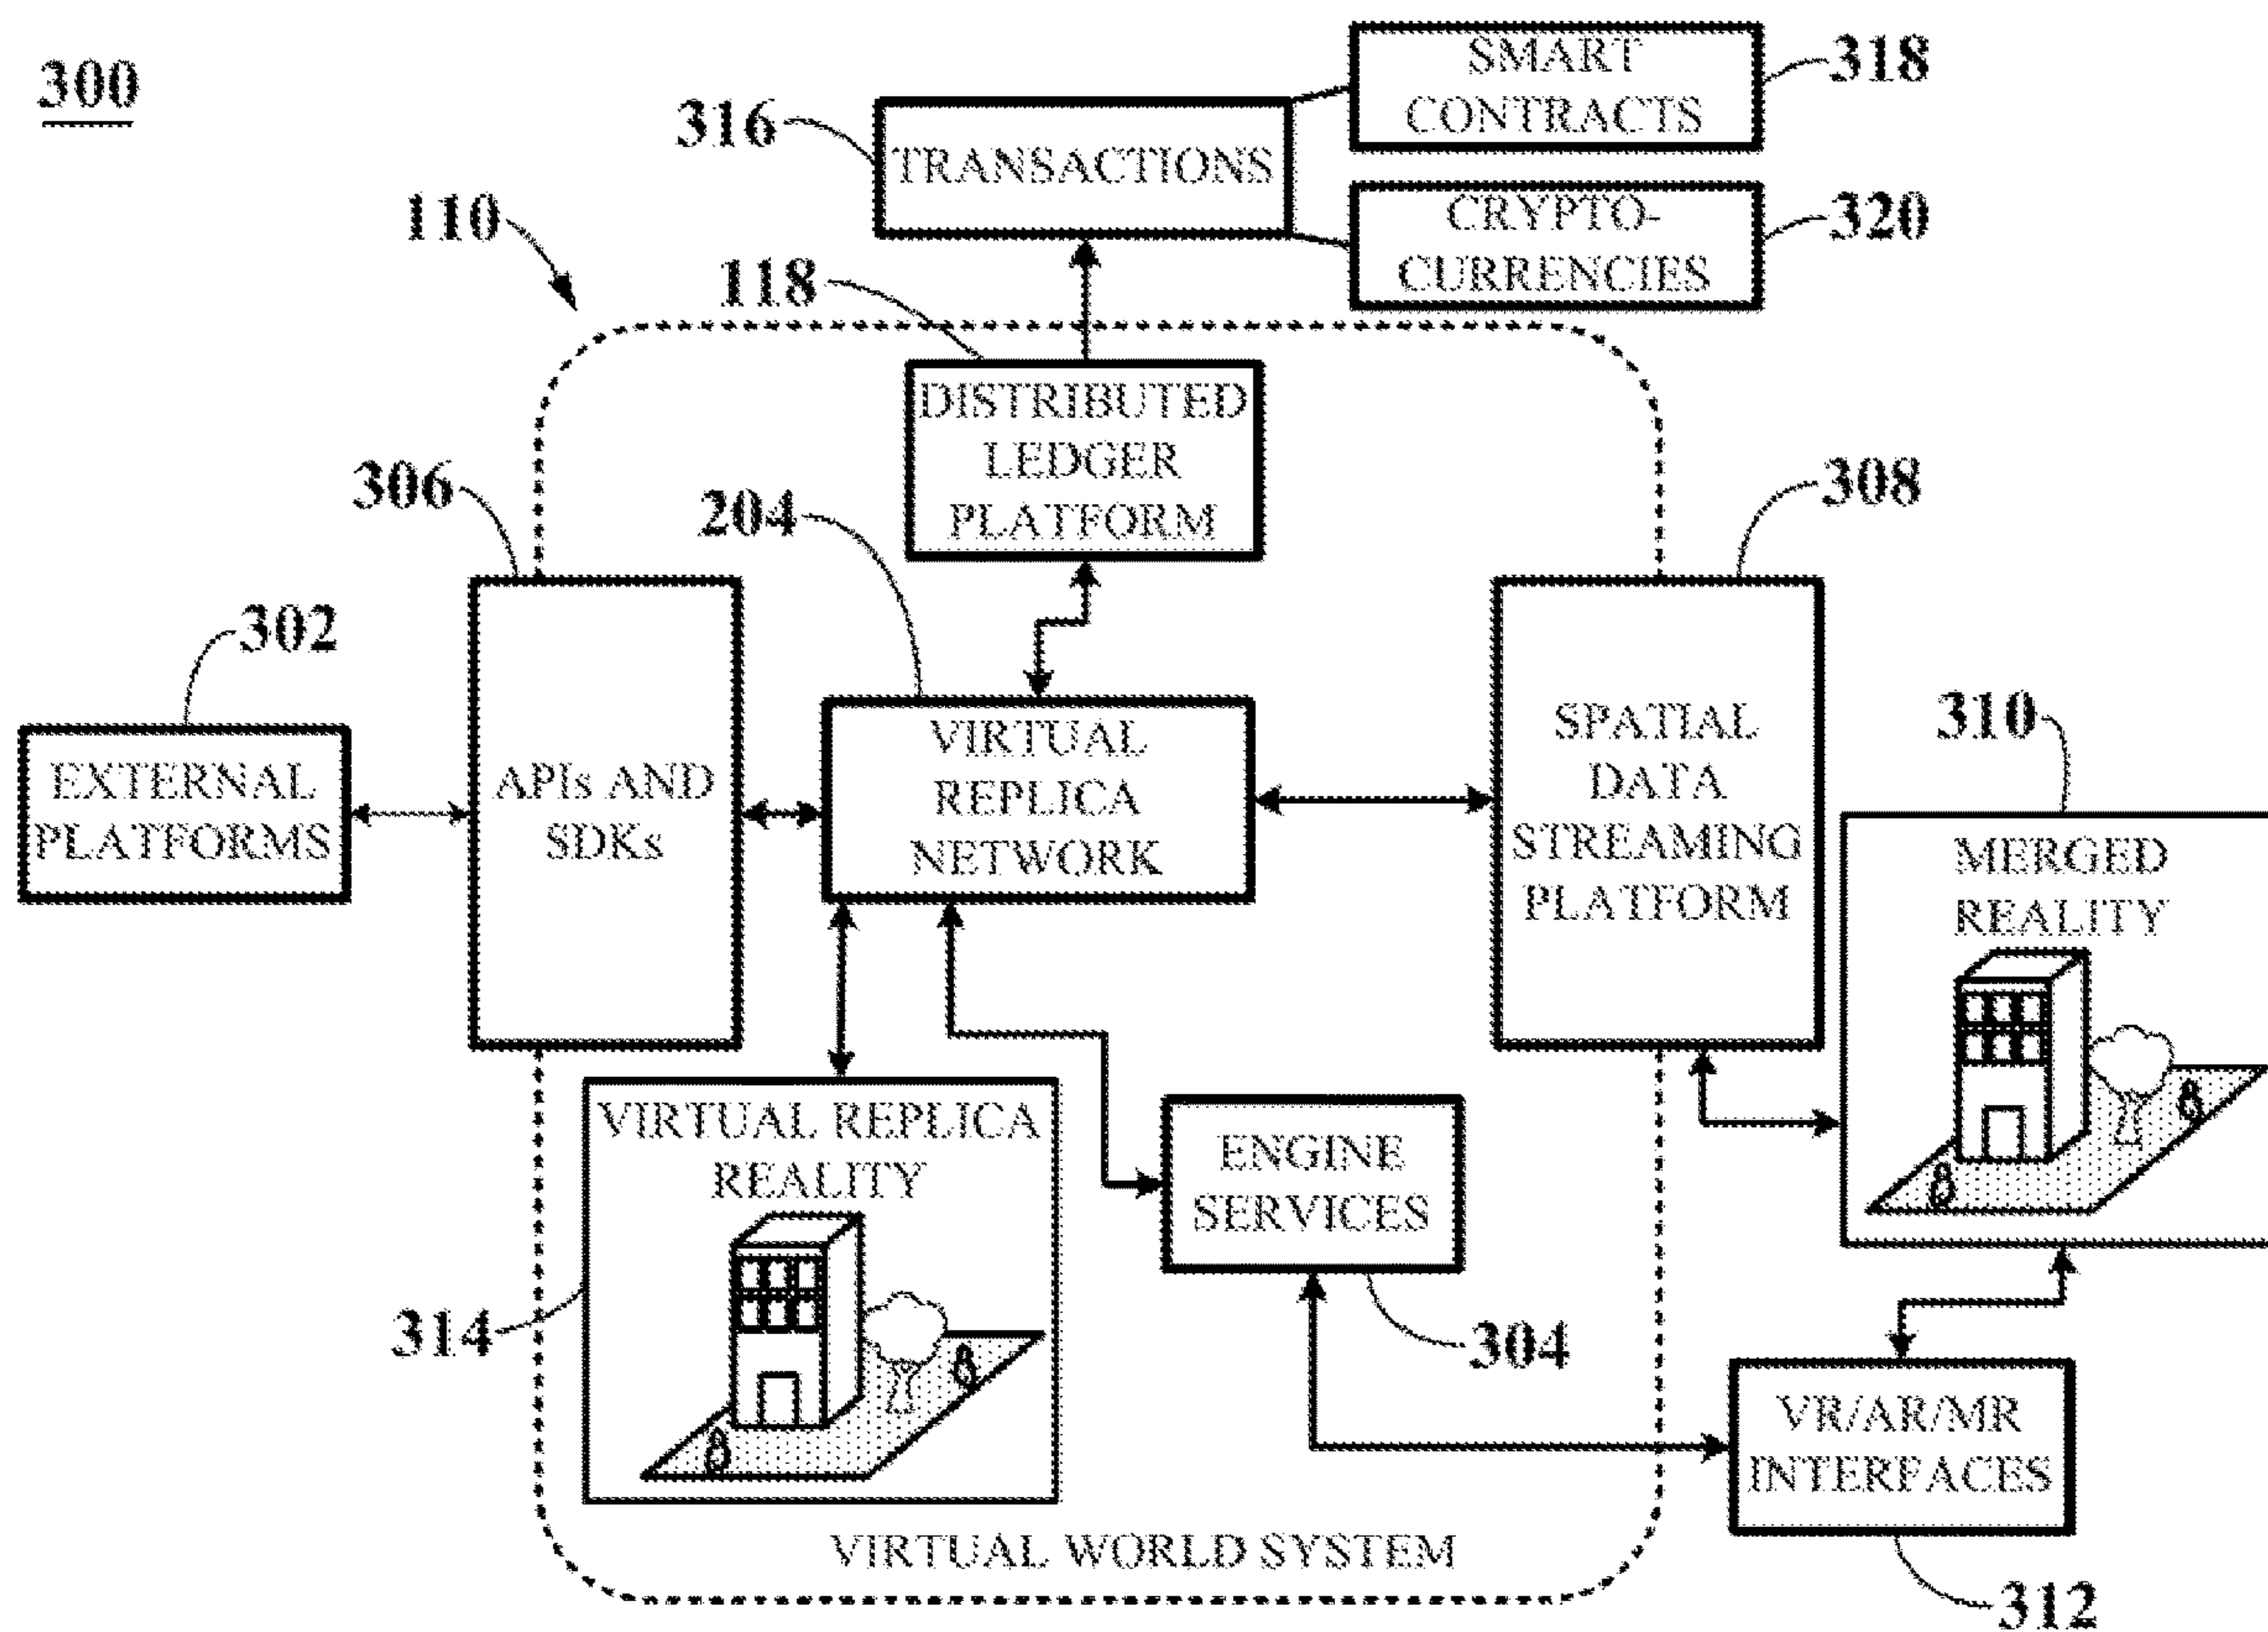 300
SMART
CONTRACTS
318
316
TRANSACTIONS
110
CRYPTO-
CURRENCIES
320
118
DISTRIBUTED
LEDGER
PLATFORM
306
204
308
302
EXTERNAL
PLATFORMS
APIs AND
SDKs
VIRTUAL
REPLICA
NETWORK
SPATIAL
DATA
STREAMING
PLATFORM
310
MERGED
REALITY
VIRTUAL REPLICA
REALITY
314
ENGINE
SERVICES
304
VR/AR/MR
INTERFACES
312
VIRTUAL WORLD SYSTEM